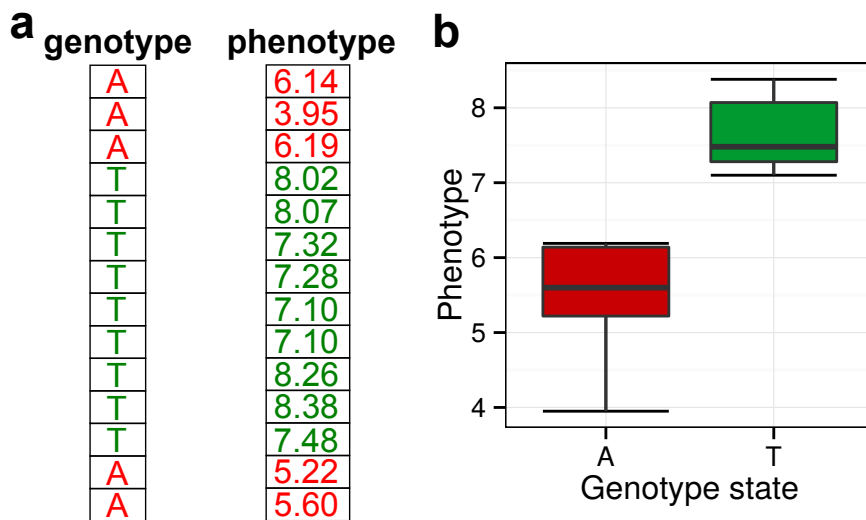 a
genotype phenotype
A 6.14
A 3.95
A 6.19
T 8.02
T 8.07
T 7.32
T 7.28
T 7.10
T 7.10
T 8.26
T 8.38
T 7.48
A 5.22
A 5.60
b
Phenotype
8
7
6
5
4
A T
Genotype state